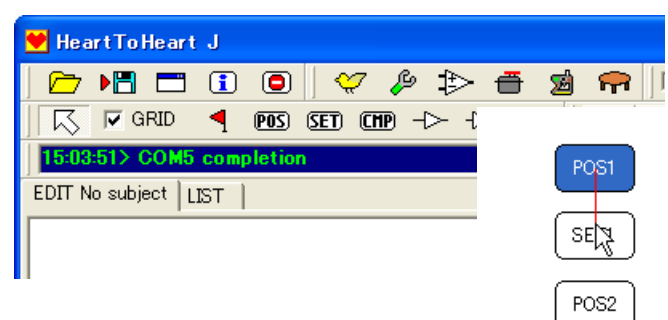 HeartToHeart J
GRID
POS SET CMP
15:03:51> COM5 completion
EDIT No subject LIST
POS1
POS2